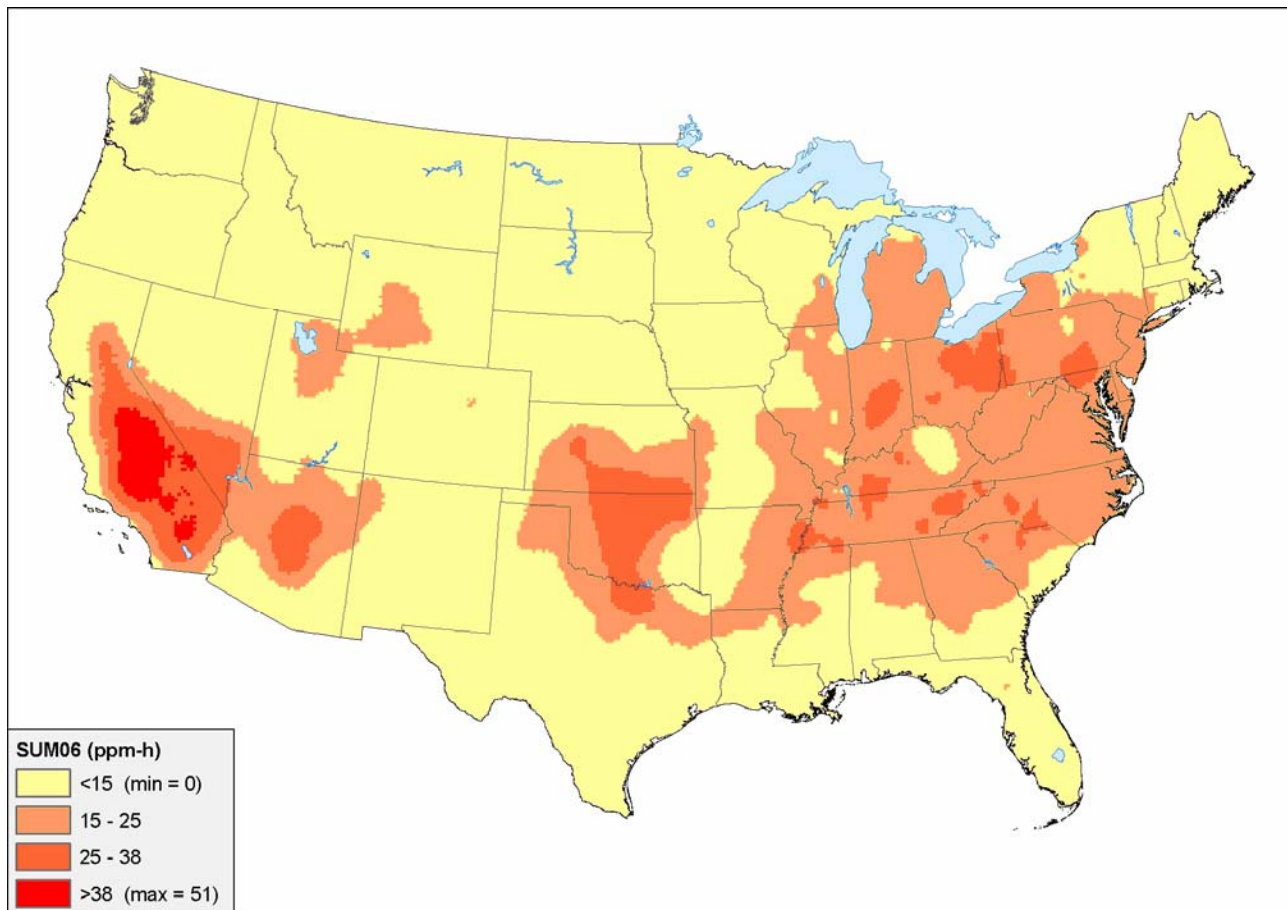 SUM06 (ppm-h)
<15 (min = 0)
15 - 25
25 - 38
>38 (max = 51)